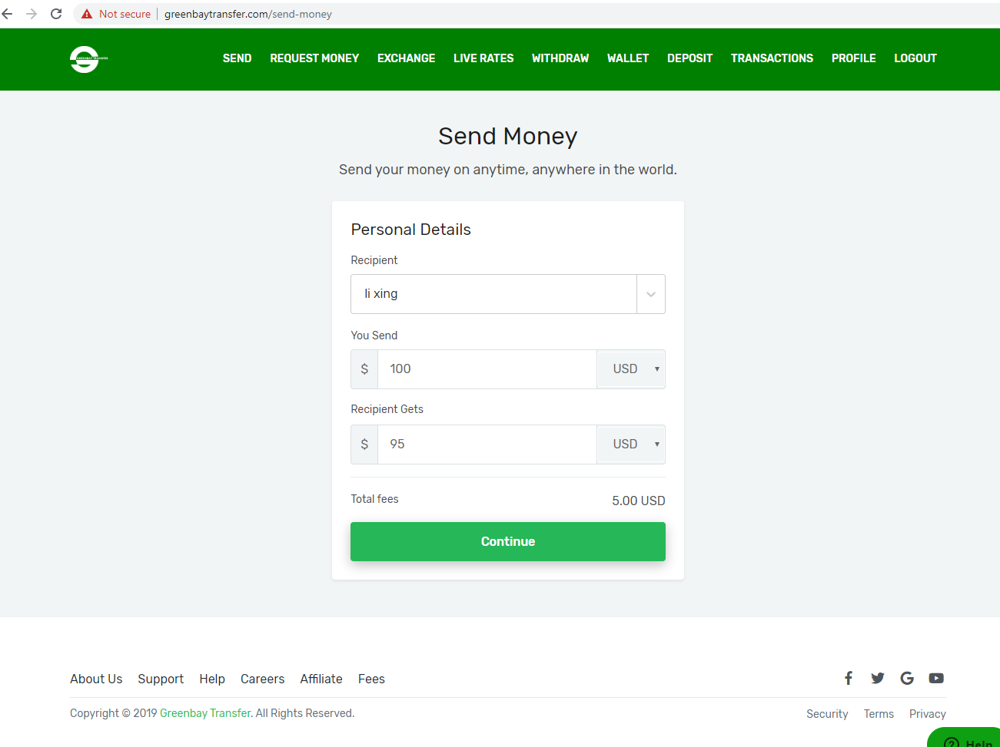 Not secure | greenbaytransfer.com/send-money
GREENBAY TRANSFER
SEND REQUEST MONEY EXCHANGE LIVE RATES WITHDRAW WALLET DEPOSIT TRANSACTIONS PROFILE LOGOUT
Send Money
Send your money on anytime, anywhere in the world.
Personal Details
Recipient
li xing
You Send
$ 100 USD
Recipient Gets
$ 95 USD
Total fees 5.00 USD
Continue
About Us Support Help Careers Affiliate Fees
Copyright © 2019 Greenbay Transfer. All Rights Reserved. Security Terms Privacy
Help